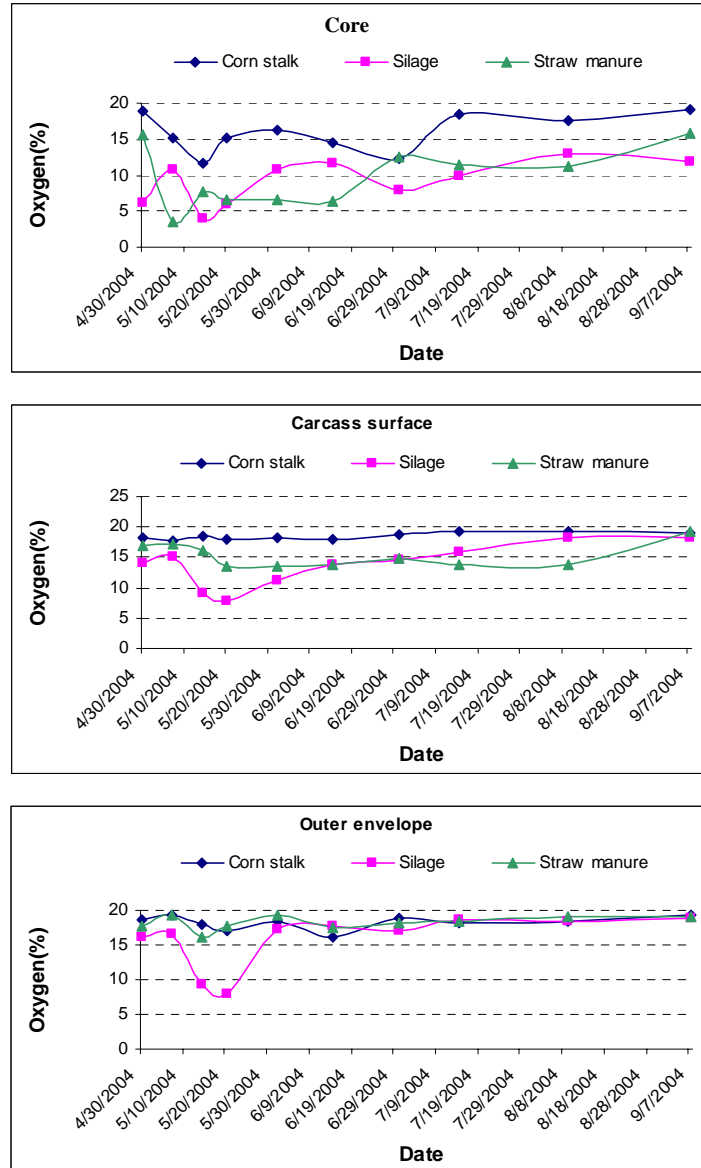 Core
Corn stalk Silage Straw manure
Oxygen(%)
20
15
10
5
0
4/30/2004 5/10/2004 5/20/2004 5/30/2004 6/9/2004 6/19/2004 6/29/2004 7/9/2004 7/19/2004 7/29/2004 8/8/2004 8/18/2004 8/28/2004 9/7/2004
Date
Carcass surface
Corn stalk Silage Straw manure
Oxygen(%)
25
20
15
10
5
0
4/30/2004 5/10/2004 5/20/2004 5/30/2004 6/9/2004 6/19/2004 6/29/2004 7/9/2004 7/19/2004 7/29/2004 8/8/2004 8/18/2004 8/28/2004 9/7/2004
Date
Outer envelope
Corn stalk Silage Straw manure
Oxygen(%)
20
15
10
5
0
4/30/2004 5/10/2004 5/20/2004 5/30/2004 6/9/2004 6/19/2004 6/29/2004 7/9/2004 7/19/2004 7/29/2004 8/8/2004 8/18/2004 8/28/2004 9/7/2004
Date